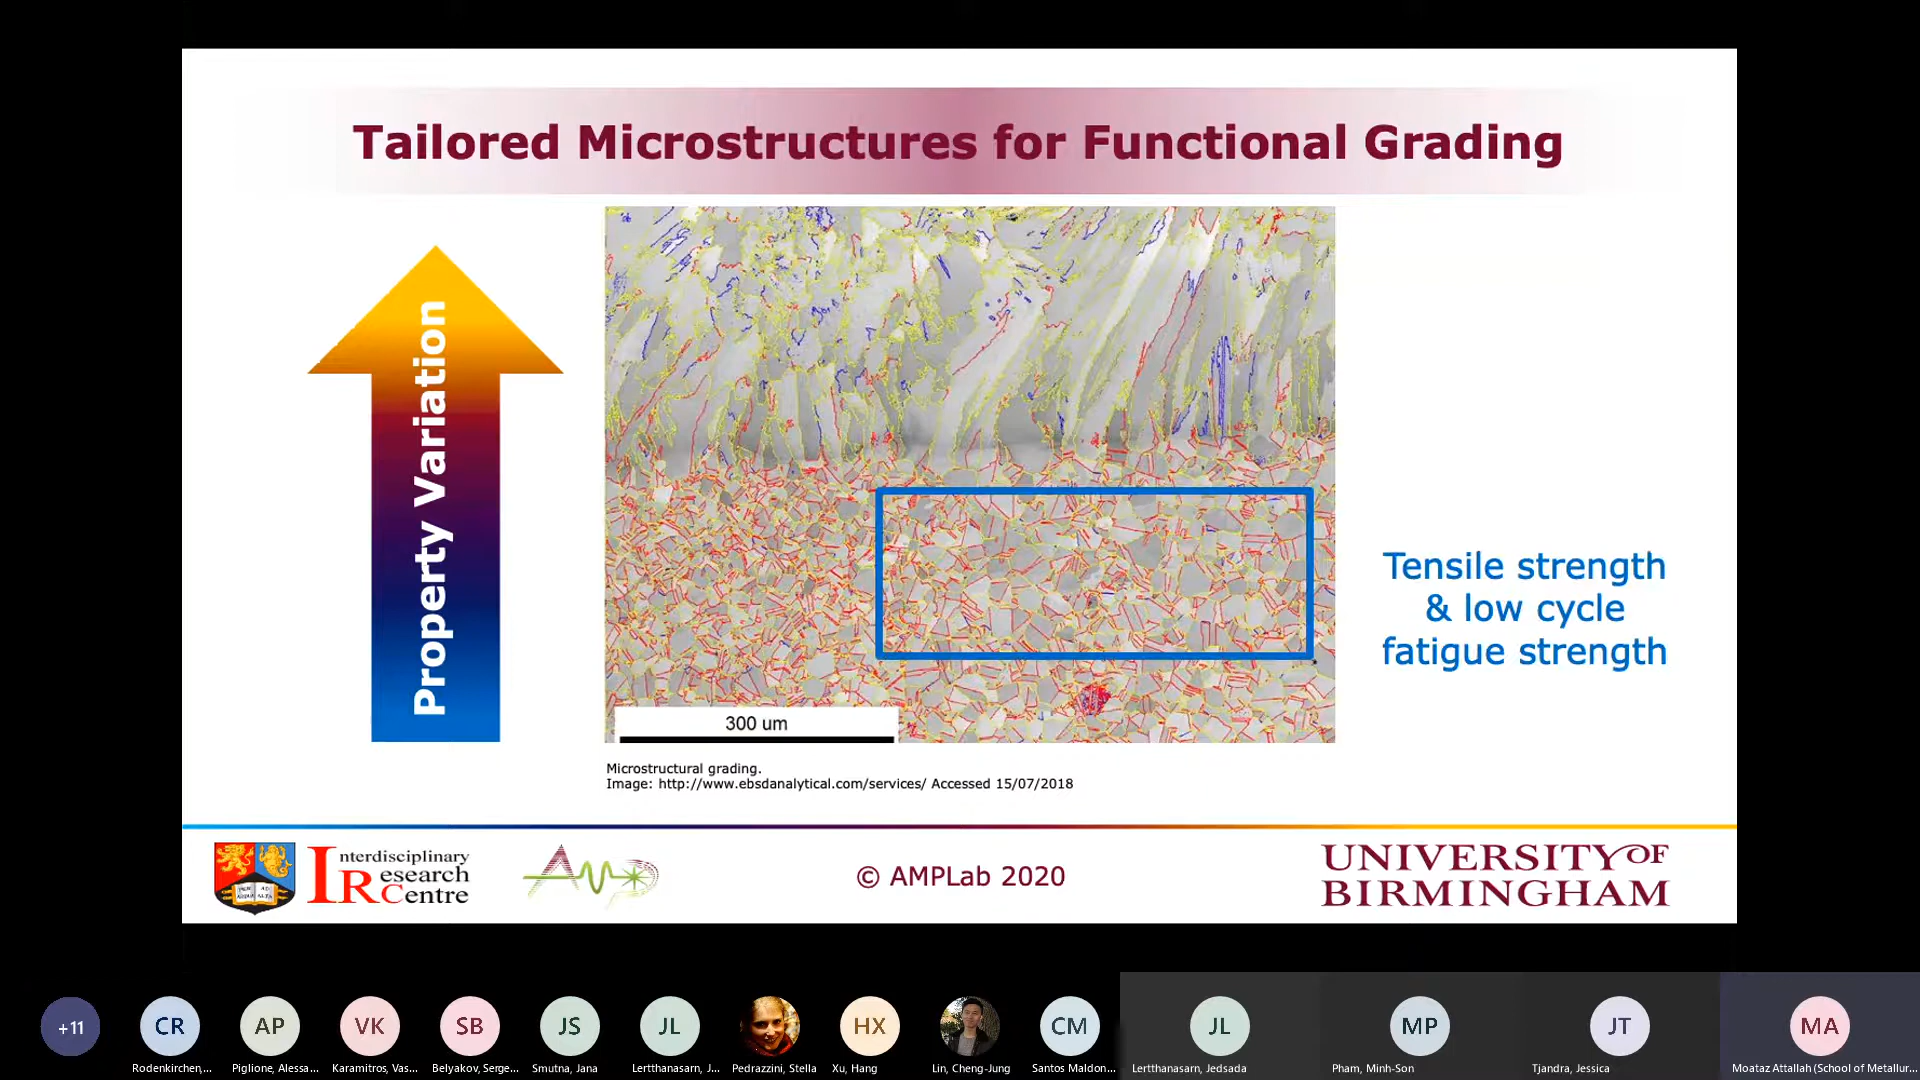 Tailored Microstructures for Functional Grading
Property Variation
Tensile strength
& low cycle
fatigue strength
300 um
Microstructural grading.
Image: http://www.ebsdanalytical.com/services/ Accessed 15/07/2018
Interdisciplinary
Research
Centre
© AMPLab 2020
UNIVERSITY OF
BIRMINGHAM
+11
CR
AP
VK
SB
JS
JL
HX
CM
JL
MP
JT
MA
Rodenkirchen,...
Piglione, Alessa...
Karamitros, Vas...
Belyakov, Serge...
Smutna, Jana
Lertthanasarn, J...
Pedrazzini, Stella
Xu, Hang
Lin, Cheng-Jung
Santos Maldon...
Lertthanasarn, Jedsada
Pham, Minh-Son
Tjandra, Jessica
Moataz Attallah (School of Metallur...